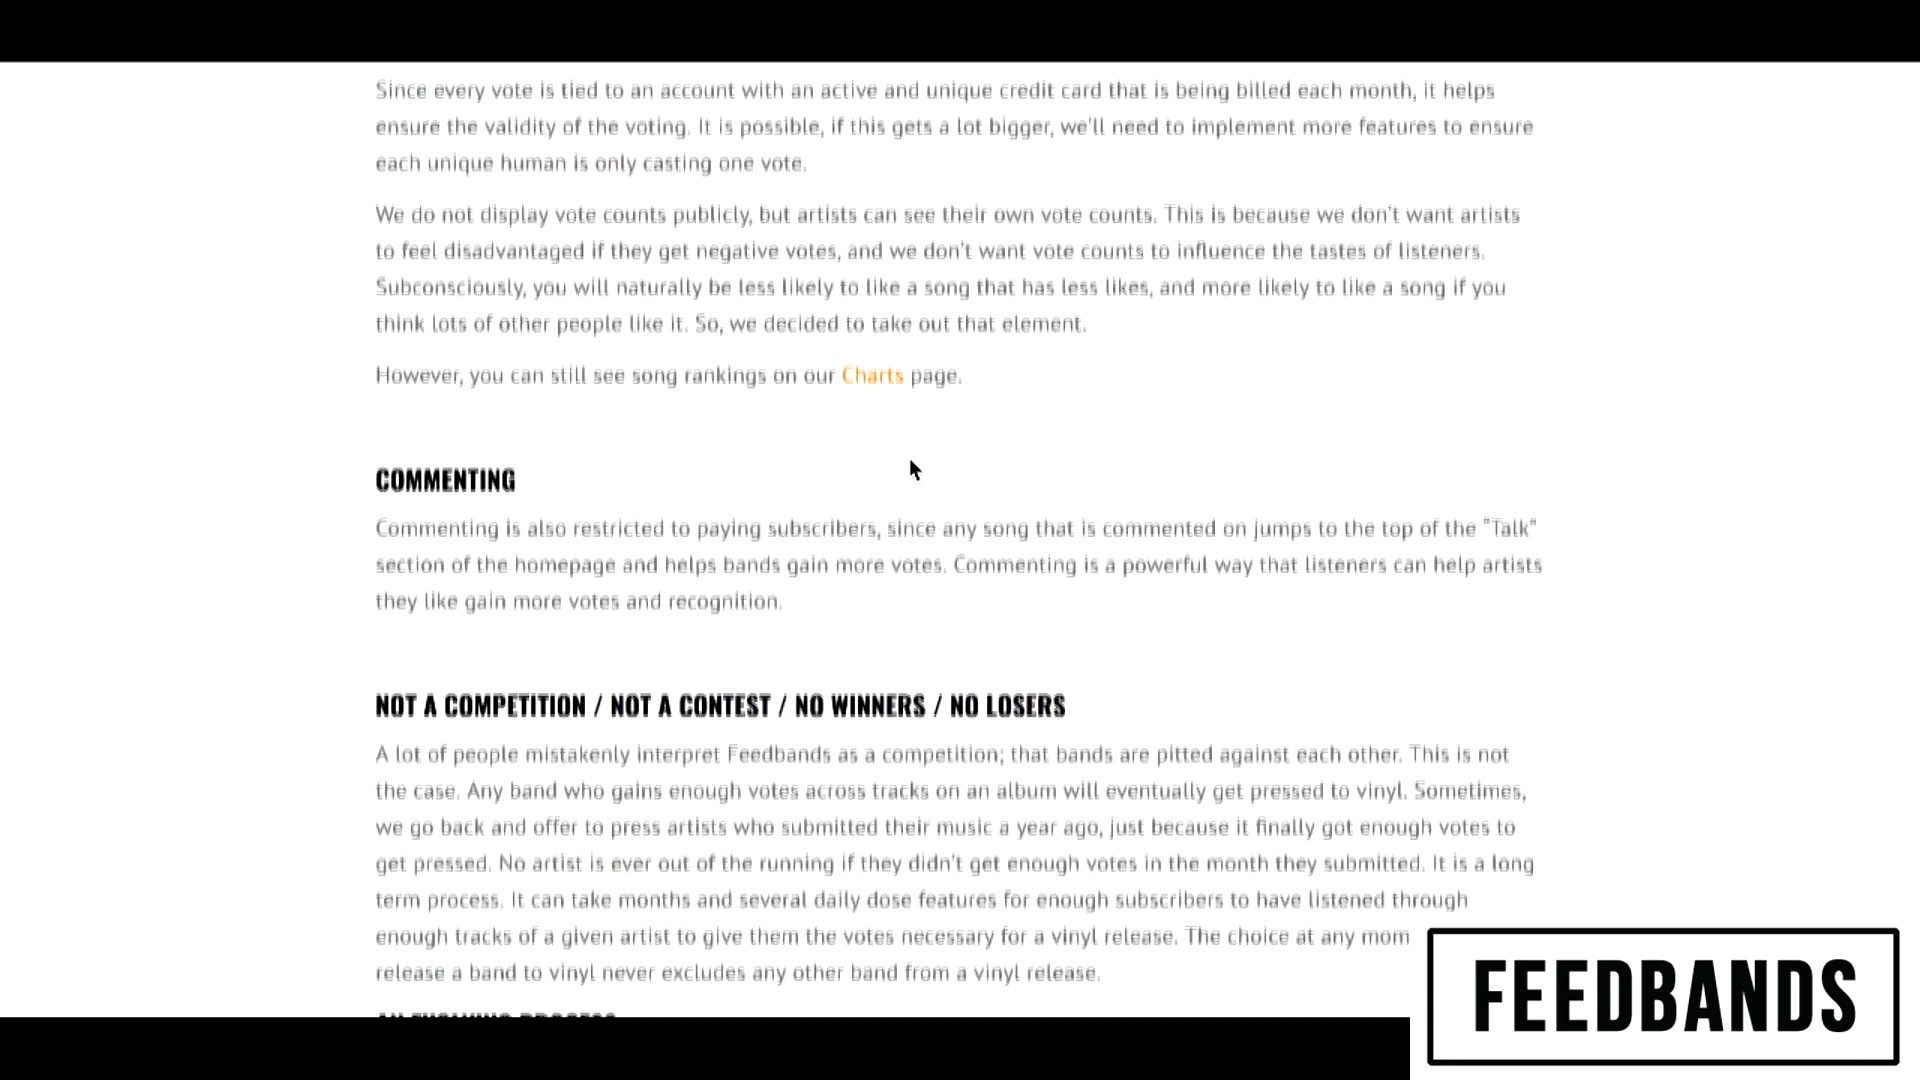 Since every vote is tied to an account with an active and unique credit card that is being billed each month, it helps
ensure the validity of the voting. It is possible, if this gets a lot bigger, we'll need to implement more features to ensure
each unique human is only casting one vote.
We do not display vote counts publicly, but artists can see their own vote counts. This is because we don't want artists
to feel disadvantaged if they get negative votes, and we don't want vote counts to influence the tastes of listeners.
Subconsciously, you will naturally be less likely to like a song that has less likes, and more likely to like a song if you
think lots of other people like it. So, we decided to take out that element.
However, you can still see song rankings on our Charts page.
COMMENTING
Commenting is also restricted to paying subscribers, since any song that is commented on jumps to the top of the "Talk"
section of the homepage and helps bands gain more votes. Commenting is a powerful way that listeners can help artists
they like gain more votes and recognition.
NOT A COMPETITION / NOT A CONTEST / NO WINNERS / NO LOSERS
A lot of people mistakenly interpret Feedbands as a competition; that bands are pitted against each other. This is not
the case. Any band who gains enough votes across tracks on an album will eventually get pressed to vinyl. Sometimes,
we go back and offer to press artists who submitted their music a year ago, just because it finally got enough votes to
get pressed. No artist is ever out of the running if they didn't get enough votes in the month they submitted. It is a long
term process. It can take months and several daily dose features for enough subscribers to have listened through
enough tracks of a given artist to give them the votes necessary for a vinyl release. The choice at any mom
release a band to vinyl never excludes any other band from a vinyl release.
AN EVOLVING PROCESS
FEEDBANDS